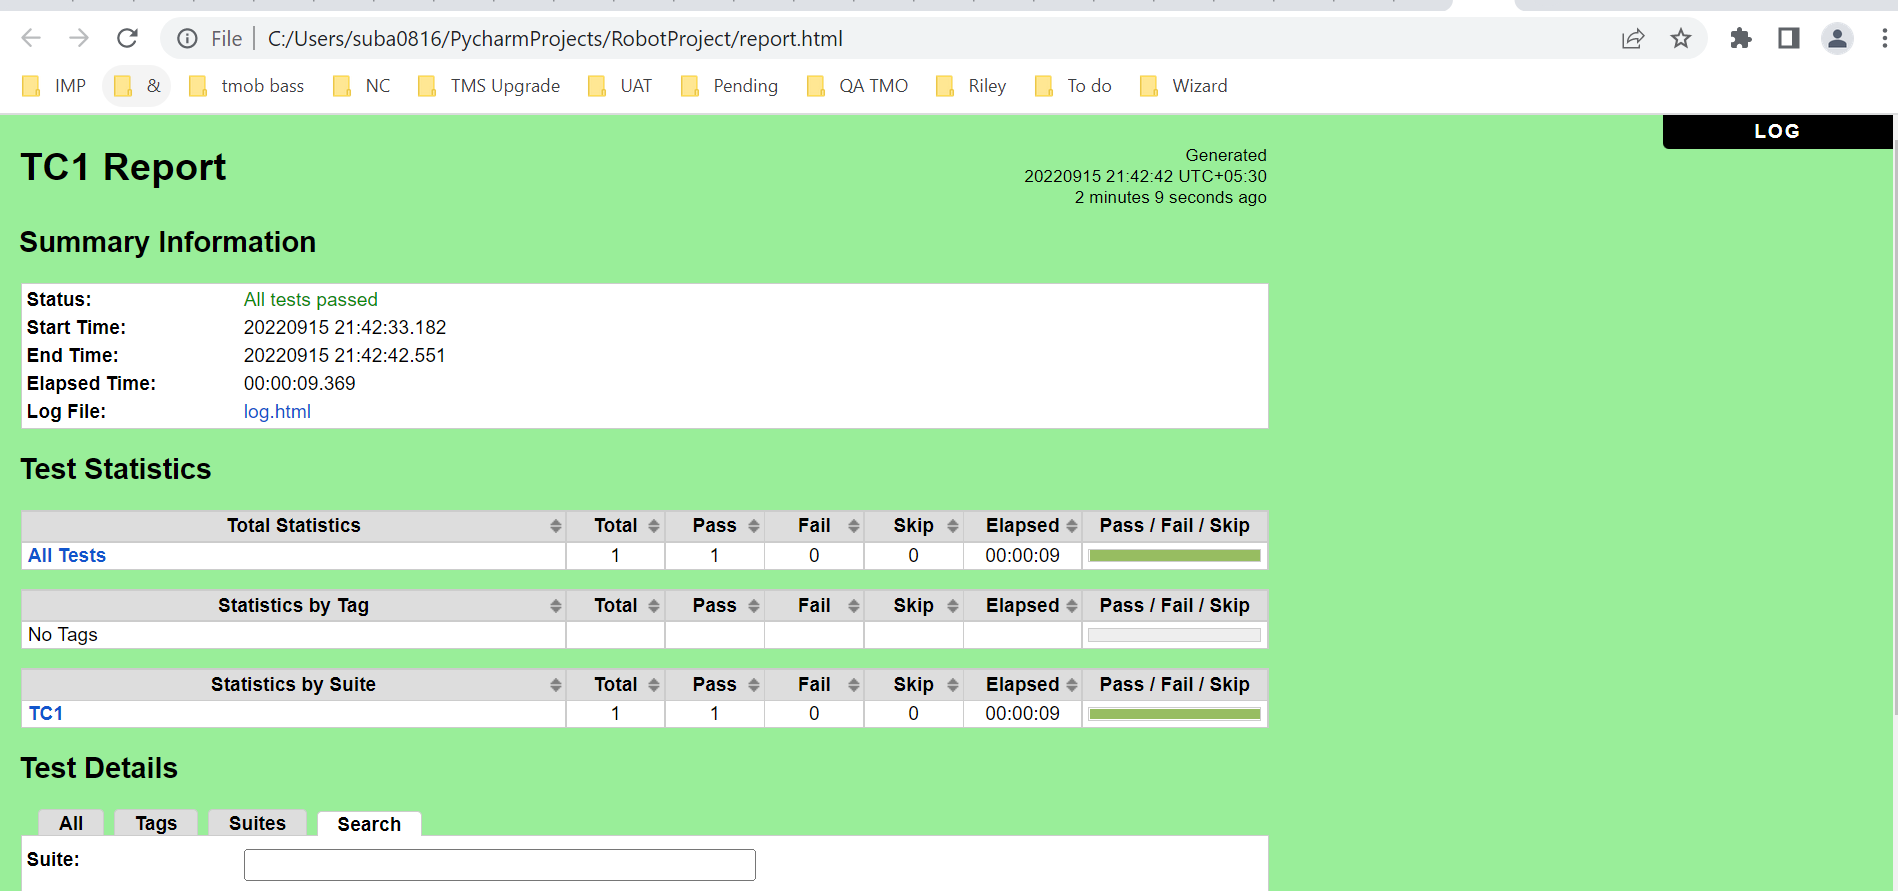 File C:/Users/suba0816/PycharmProjects/RobotProject/report.html
IMP & tmob bass NC TMS Upgrade UAT Pending QA TMO Riley To do Wizard
LOG
TC1 Report
Generated
20220915 21:42:42 UTC+05:30
2 minutes 9 seconds ago
Summary Information
Status: All tests passed
Start Time: 20220915 21:42:33.182
End Time: 20220915 21:42:42.551
Elapsed Time: 00:00:09.369
Log File: log.html
Test Statistics
Total Statistics Total Pass Fail Skip Elapsed Pass / Fail / Skip
All Tests 1 1 0 0 00:00:09
Statistics by Tag Total Pass Fail Skip Elapsed Pass / Fail / Skip
No Tags
Statistics by Suite Total Pass Fail Skip Elapsed Pass / Fail / Skip
TC1 1 1 0 0 00:00:09
Test Details
All Tags Suites Search
Suite: